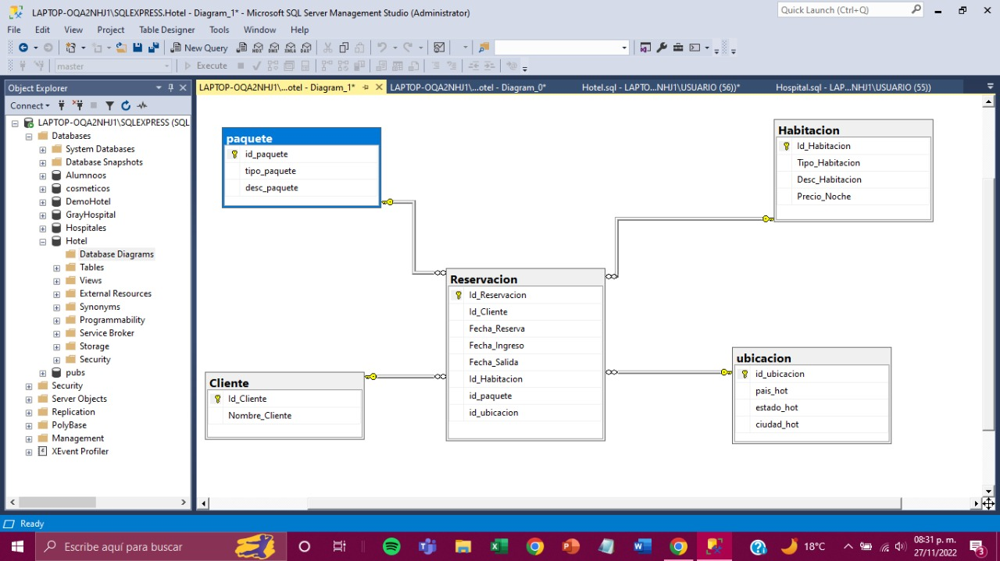 LAPTOP-OQA2NHJ1\SQLEXPRESS.Hotel - Diagram_1* - Microsoft SQL Server Management Studio (Administrator)
Quick Launch (Ctrl+Q)
File Edit View Project Table Designer Tools Window Help
New Query
MDX DMX XMLA DAX
master
Execute
Object Explorer
LAPTOP-OQA2NHJ1\...otel - Diagram_1*
LAPTOP-OQA2NHJ1\...otel - Diagram_0*
Hotel.sql - LAPTO...NHJ1\USUARIO (56))*
Hospital.sql - LAP...NHJ1\USUARIO (55))
Connect
LAPTOP-OQA2NHJ1\SQLEXPRESS (SQL
Databases
System Databases
Database Snapshots
Alumnoos
cosmeticos
DemoHotel
GrayHospital
Hospitales
Hotel
Database Diagrams
Tables
Views
External Resources
Synonyms
Programmability
Service Broker
Storage
Security
pubs
Security
Server Objects
Replication
PolyBase
Management
XEvent Profiler
paquete
id_paquete
tipo_paquete
desc_paquete
Habitacion
Id_Habitacion
Tipo_Habitacion
Desc_Habitacion
Precio_Noche
Reservacion
Id_Reservacion
Id_Cliente
Fecha_Reserva
Fecha_Ingreso
Fecha_Salida
Id_Habitacion
id_paquete
id_ubicacion
Cliente
Id_Cliente
Nombre_Cliente
ubicacion
id_ubicacion
pais_hot
estado_hot
ciudad_hot
Ready
Escribe aquí para buscar
18°C
08:31 p. m.
27/11/2022
3